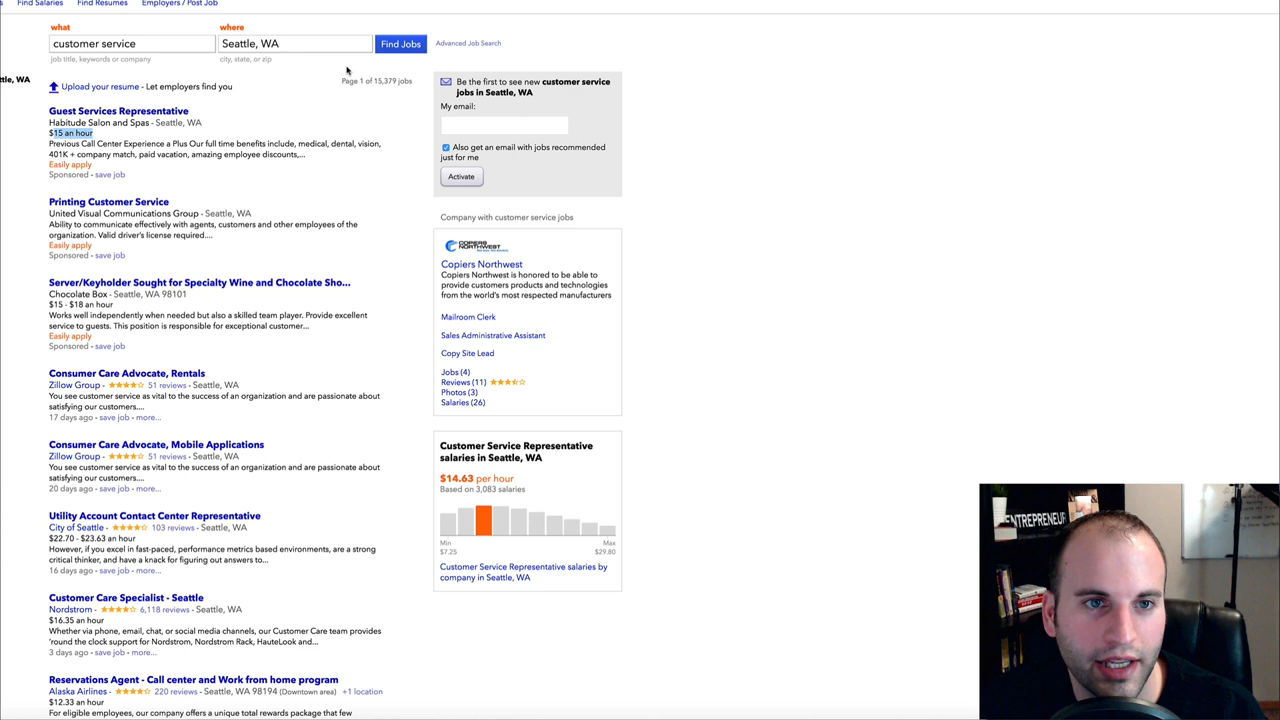 Find Salaries Find Resumes Employers / Post Job
what where
customer service Seattle, WA Find Jobs Advanced Job Search
job title, keywords or company city, state, or zip
tle, WA
Page 1 of 15,379 jobs
Upload your resume - Let employers find you
Guest Services Representative
Habitude Salon and Spas - Seattle, WA
$15 an hour
Previous Call Center Experience a Plus Our full time benefits include, medical, dental, vision,
401K + company match, paid vacation, amazing employee discounts,...
Easily apply
Sponsored - save job
Printing Customer Service
United Visual Communications Group - Seattle, WA
Ability to communicate effectively with agents, customers and other employees of the
organization. Valid driver's license required....
Easily apply
Sponsored - save job
Server/Keyholder Sought for Specialty Wine and Chocolate Sho...
Chocolate Box - Seattle, WA 98101
$15 - $18 an hour
Works well independently when needed but also a skilled team player. Provide excellent
service to guests. This position is responsible for exceptional customer...
Easily apply
Sponsored - save job
Consumer Care Advocate, Rentals
Zillow Group - 51 reviews - Seattle, WA
You see customer service as vital to the success of an organization and are passionate about
satisfying our customers....
17 days ago - save job - more...
Consumer Care Advocate, Mobile Applications
Zillow Group - 51 reviews - Seattle, WA
You see customer service as vital to the success of an organization and are passionate about
satisfying our customers....
20 days ago - save job - more...
Utility Account Contact Center Representative
City of Seattle - 103 reviews - Seattle, WA
$22.70 - $23.63 an hour
However, if you excel in fast-paced, performance metrics based environments, are a strong
critical thinker, and have a knack for figuring out answers to...
16 days ago - save job - more...
Customer Care Specialist - Seattle
Nordstrom - 6,118 reviews - Seattle, WA
$16.35 an hour
Whether via phone, email, chat, or social media channels, our Customer Care team provides
'round the clock support for Nordstrom, Nordstrom Rack, HauteLook and...
3 days ago - save job - more...
Reservations Agent - Call center and Work from home program
Alaska Airlines - 220 reviews - Seattle, WA 98194 (Downtown area) +1 location
$12.33 an hour
For eligible employees, our company offers a unique total rewards package that few
Be the first to see new customer service
jobs in Seattle, WA
My email:
Also get an email with jobs recommended
just for me
Activate
Company with customer service jobs
COPIERS
NORTHWEST
Copiers Northwest
Copiers Northwest is honored to be able to
provide customers products and technologies
from the world's most respected manufacturers
Mailroom Clerk
Sales Administrative Assistant
Copy Site Lead
Jobs (4)
Reviews (11)
Photos (3)
Salaries (26)
Customer Service Representative
salaries in Seattle, WA
$14.63 per hour
Based on 3,083 salaries
Min Max
$7.25 $29.80
Customer Service Representative salaries by
company in Seattle, WA
ENTREPRENEUR